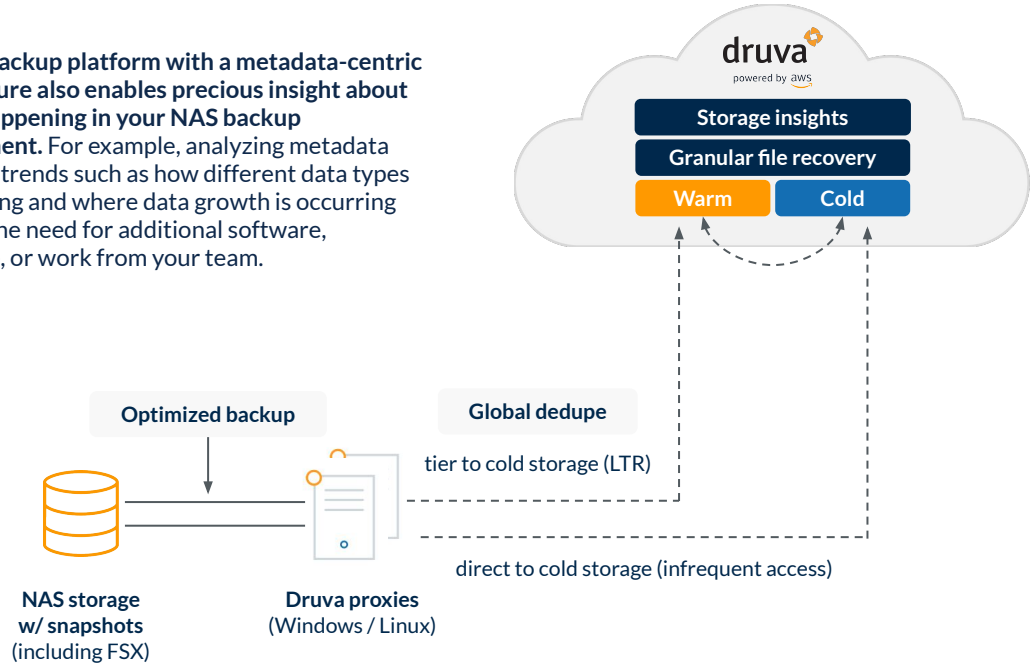 backup platform with a metadata-centric
ure also enables precious insight about
appening in your NAS backup
ment. For example, analyzing metadata
trends such as how different data types
ng and where data growth is occurring
he need for additional software,
, or work from your team.
druva
powered by aws
Storage insights
Granular file recovery
Warm
Cold
Optimized backup
Global dedupe
tier to cold storage (LTR)
direct to cold storage (infrequent access)
NAS storage
w/ snapshots
(including FSX)
Druva proxies
(Windows / Linux)